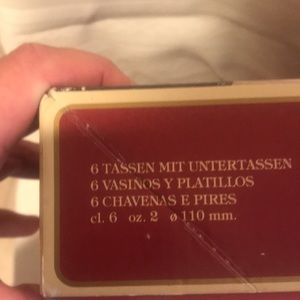 6 TASSEN MIT UNTERTASSEN
6 VASINOS Y PLATILLOS
6 CHAVENAS E PIRES
cl. 6 oz. 2 ø 110 mm.